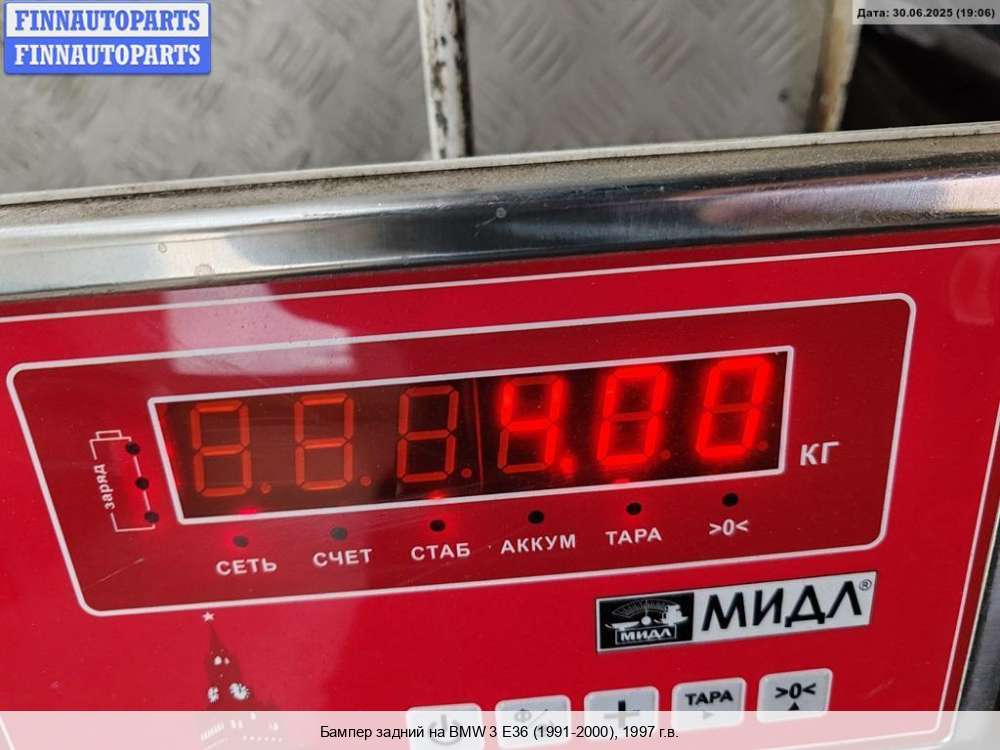 FINNAUTOPARTS
FINNAUTOPARTS
Дата: 30.06.2025 (19:06)
4.00
КГ
заряд
СЕТЬ СЧЕТ СТАБ АККУМ ТАРА >0<
МИДЛ
МИДЛ®
ТАРА
>0<
Бампер задний на BMW 3 E36 (1991-2000), 1997 г.в.